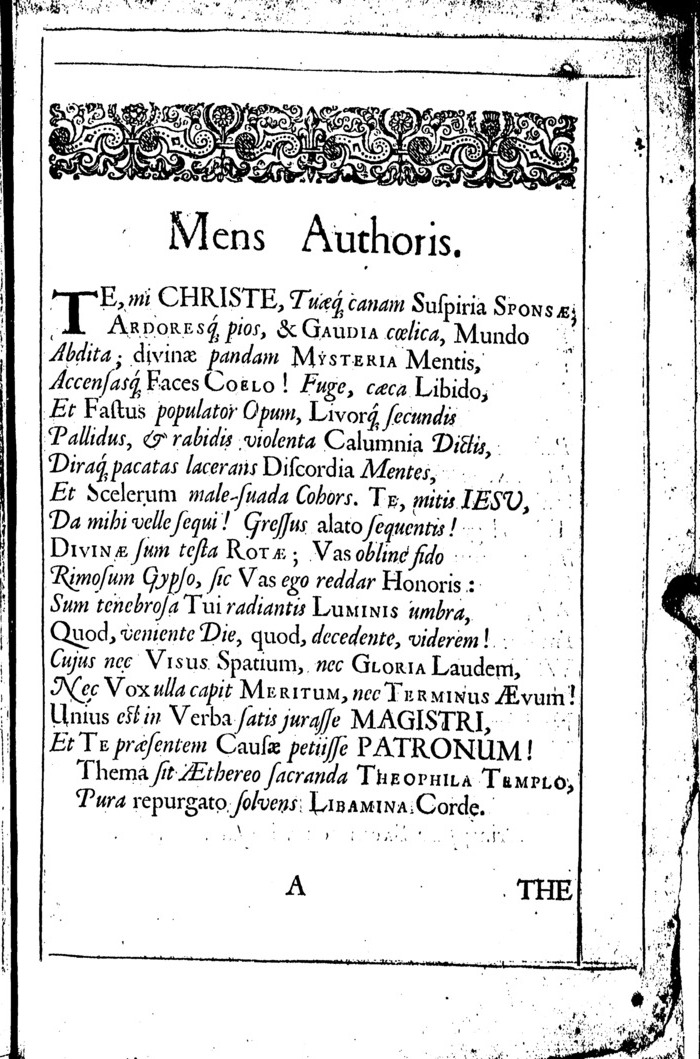 Mens Authoris.
TE, mi CHRISTE, Tuæq́; canam Suſpiria SPONSÆ;
ARDORESq́; pios, & GAUDIA cœlica, Mundo
Abdita; divinæ pandam MYSTERIA Mentis,
Accenſasq́; Faces COELO! Fuge, cæca Libido,
Et Faſtus populator Opum, Livorq́; ſecundis
Pallidus, & rabidis violenta Calumnia Dictis,
Diraq́; pacatas lacerans Diſcordia Mentes,
Et Scelerum male-ſuada Cohors. TE, mitis IESU,
Da mihi velle ſequi! Greſſus alato ſequentis!
DIVINÆ ſum teſta ROTÆ; Vas obline fido
Rimoſum Gypſo, ſic Vas ego reddar Honoris:
Sum tenebroſa Tui radiantis LUMINIS umbra,
Quod, veniente Die, quod, decedente, viderem!
Cujus nec VISUS Spatium, nec GLORIA Laudem,
Nec Vox ulla capit MERITUM, nec TERMINUS Ævum!
Unius eſt in Verba ſatis juraſſe MAGISTRI,
Et TE præſentem Cauſæ petiiſſe PATRONUM!
Thema ſit Æthereo ſacranda THEOPHILA TEMPLO,
Pura repurgato ſolvens LIBAMINA Corde.
A THE